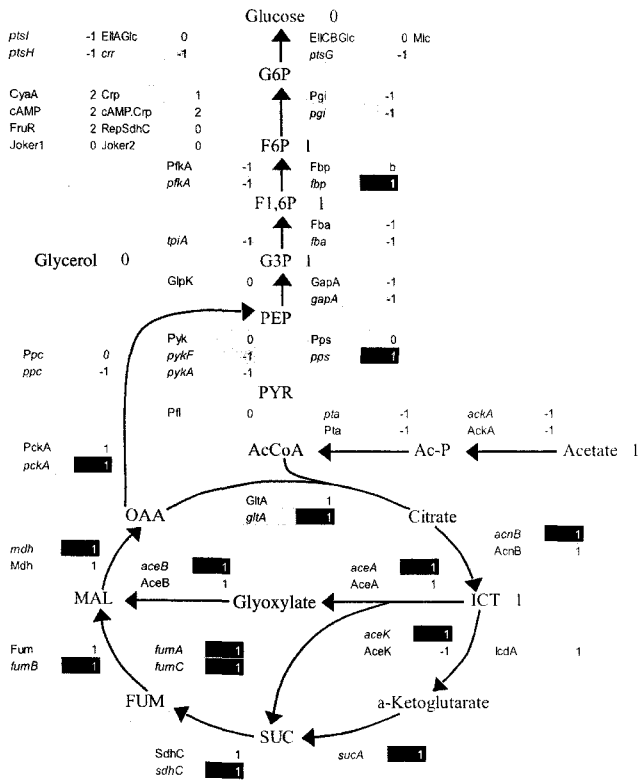 Glucose 0
ptsI -1 EIIAGlc 0 EIICBGlc 0 Mlc
ptsH -1 crr -1 ptsG -1
G6P
CyaA 2 Crp 1 Pgi -1
cAMP 2 cAMP.Crp 2 pgi -1
FruR 2 RepSdhC 0
Joker1 0 Joker2 0 F6P 1
PfkA -1 Fbp b
pfkA -1 fbp 1
F1,6P 1
Fba -1
tpiA -1 fba -1
Glycerol 0 G3P 1
GlpK 0 GapA -1
gapA -1
PEP
Pyk 0 Pps 0
Ppc 0 pykF -1 pps 1
ppc -1 pykA -1
PYR
Pfl 0 pta -1 ackA -1
Pta -1 AckA -1
PckA 1 AcCoA Ac-P Acetate 1
pckA 1
GltA 1
OAA gltA 1 Citrate
mdh 1 acnB 1
Mdh 1 aceB 1 aceA 1 AcnB 1
AceB 1 AceA 1
MAL Glyoxylate ICT 1
aceK 1
Fum 1 fumA 1 AceK -1 IcdA 1
fumB 1 fumC 1
FUM a-Ketoglutarate
SUC
SdhC 1 sucA 1
sdhC 1